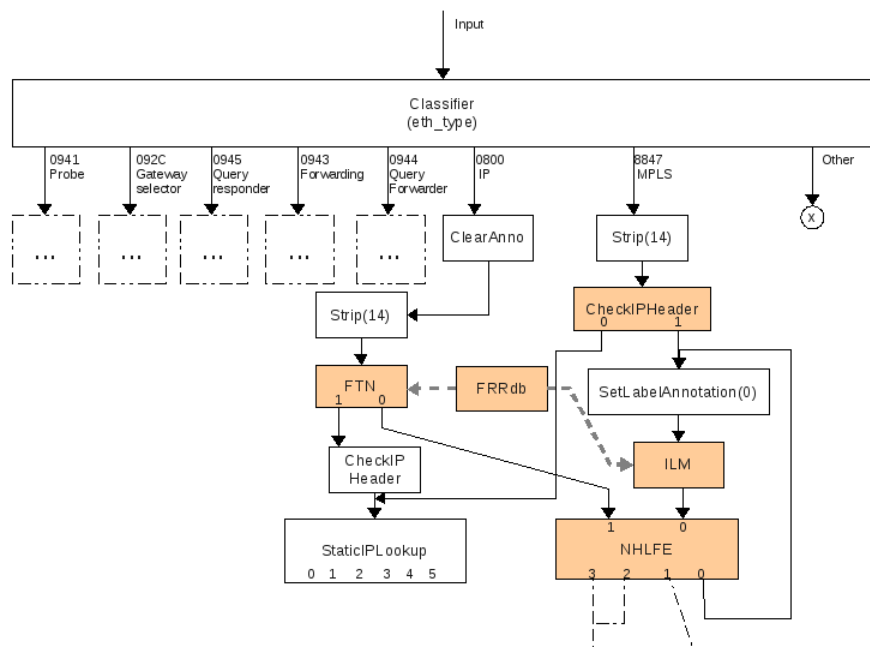 Input
Classifier
(eth_type)
0941
Probe
092C
Gateway
selector
0945
Query
responder
0943
Forwarding
0944
Query
Forwarder
0800
IP
8847
MPLS
Other
...
...
...
...
...
ClearAnno
Strip(14)
X
Strip(14)
CheckIPHeader
0 1
FTN
1 0
FRRdb
SetLabelAnnotation(0)
CheckIP
Header
ILM
StaticIPLookup
0 1 2 3 4 5
1 0
NHLFE
3 2 1 0